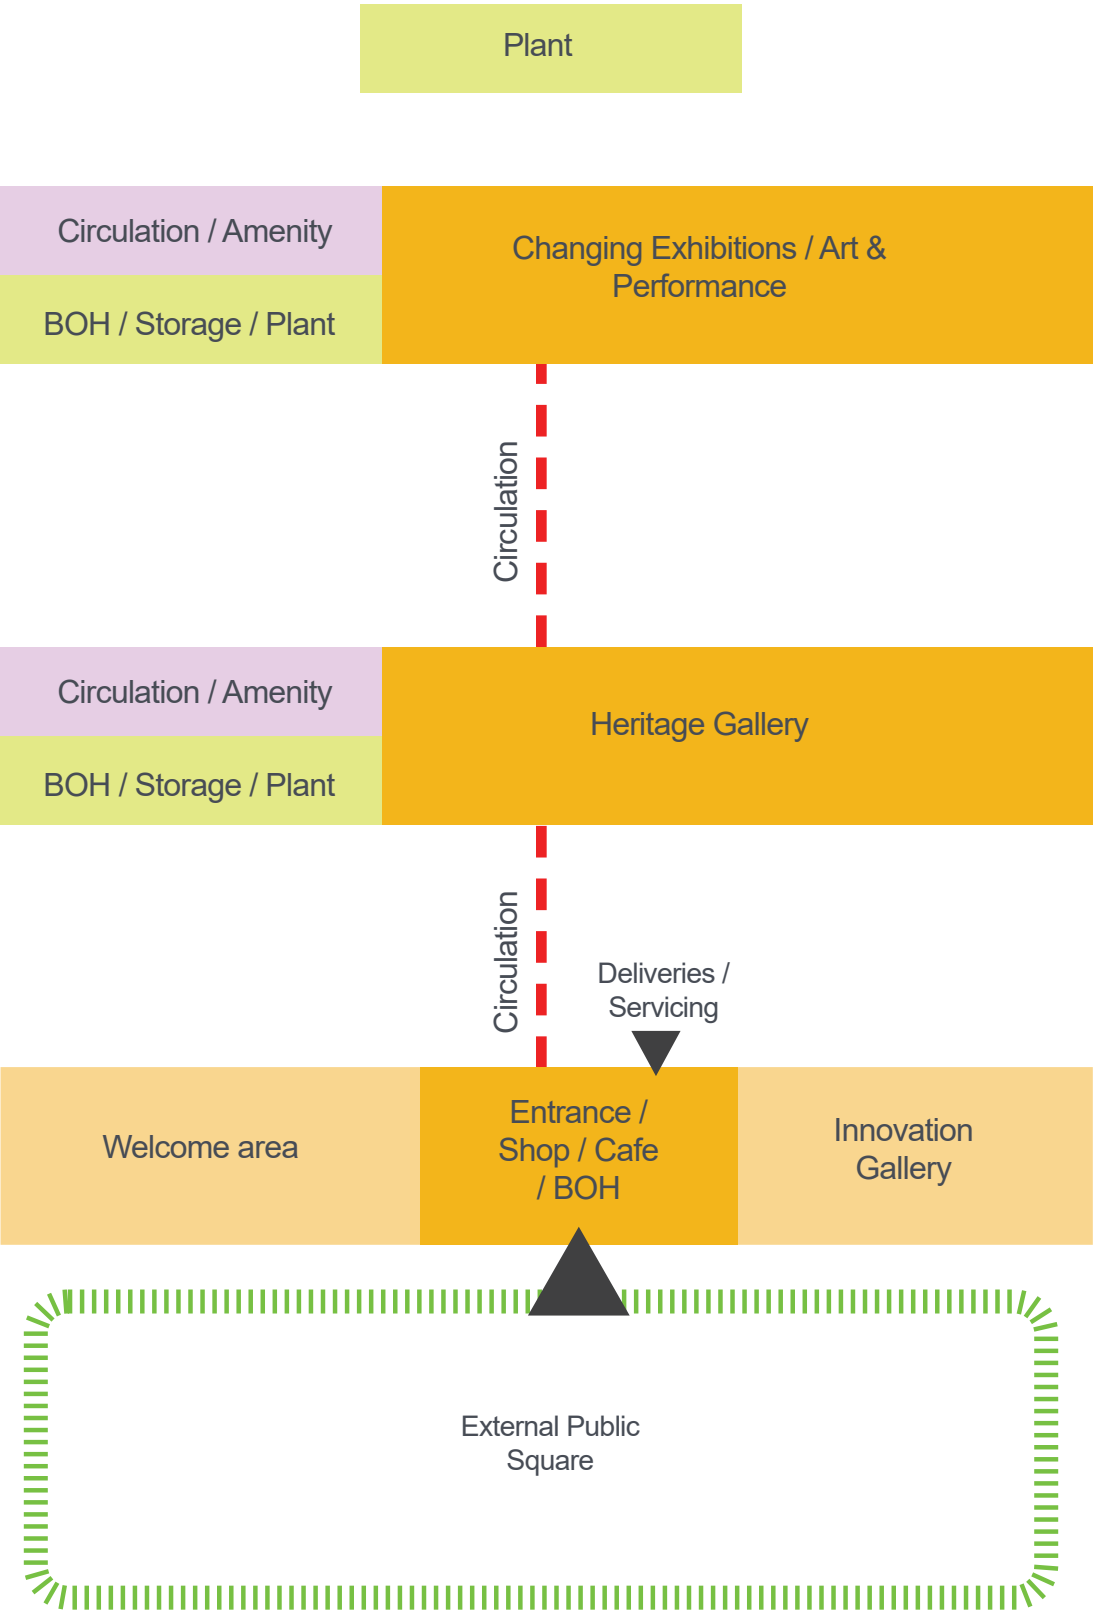 Plant
Circulation / Amenity
Changing Exhibitions / Art &
Performance
BOH / Storage / Plant
Circulation
Circulation / Amenity
Heritage Gallery
BOH / Storage / Plant
Circulation
Deliveries /
Servicing
Welcome area
Entrance /
Shop / Cafe
/ BOH
Innovation
Gallery
External Public
Square